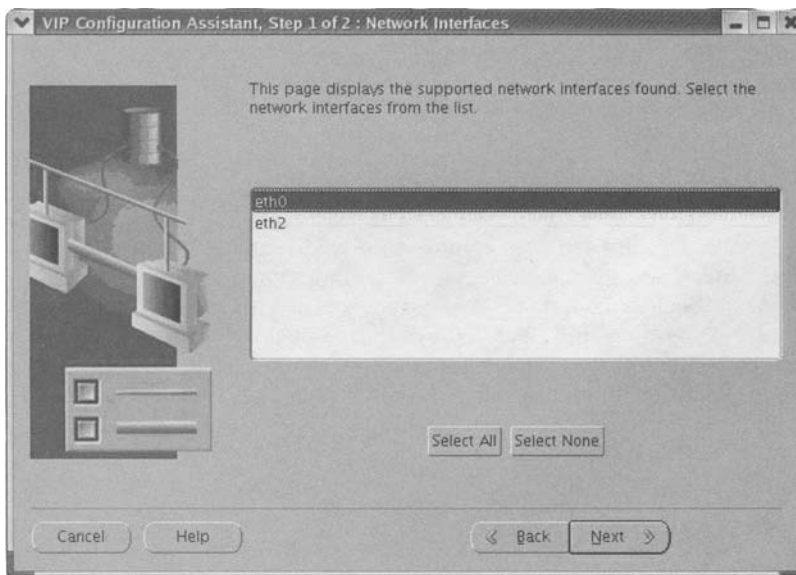 VIP Configuration Assistant, Step 1 of 2 : Network Interfaces
This page displays the supported network interfaces found. Select the
network interfaces from the list.
eth0
eth2
Select All Select None
Cancel Help Back Next